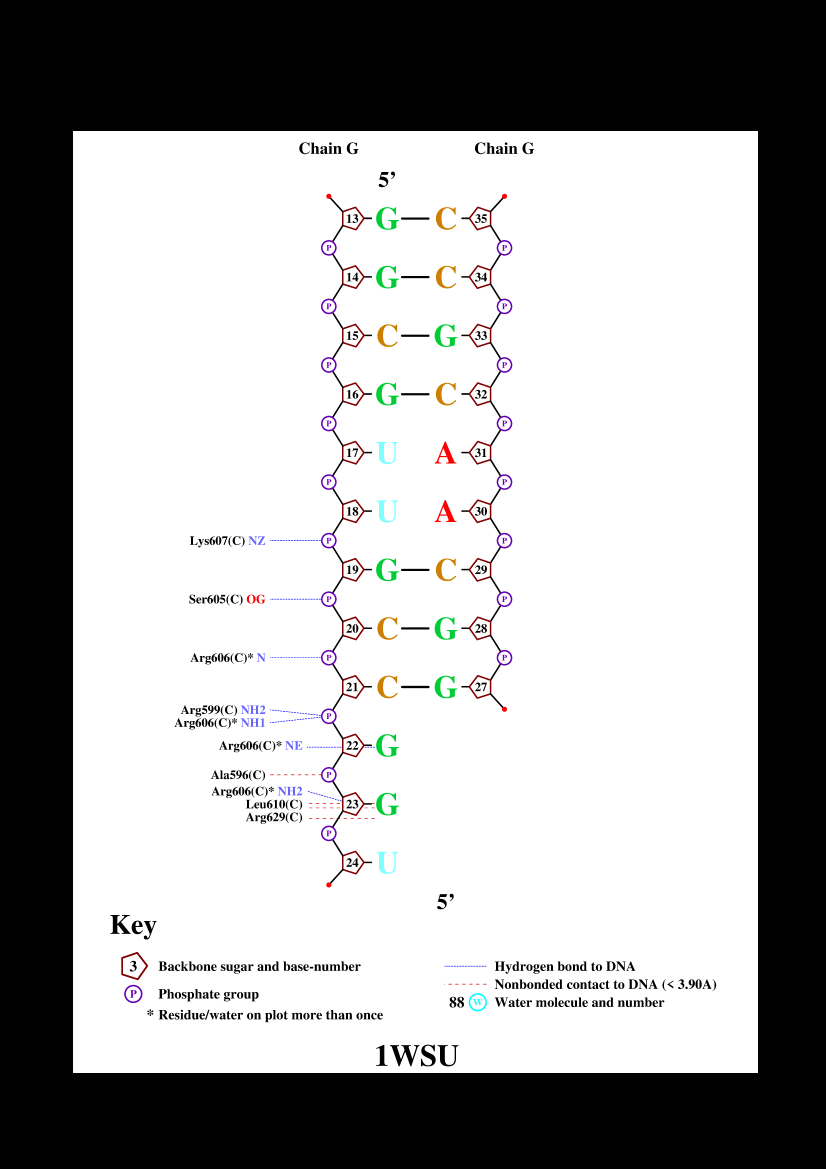 Chain G Chain G
5’
13 G C 35
P P
14 G C 34
P P
15 C G 33
P P
16 G C 32
P P
17 U A 31
P P
18 U A 30
Lys607(C) NZ P P
19 G C 29
Ser605(C) OG P P
20 C G 28
Arg606(C)* N P P
21 C G 27
Arg599(C) NH2 P
Arg606(C)* NH1
Arg606(C)* NE 22 G
Ala596(C) P
Arg606(C)* NH2
Leu610(C) 23 G
Arg629(C)
P
24 U
5’
Key
3 Backbone sugar and base-number
P Phosphate group
* Residue/water on plot more than once
Hydrogen bond to DNA
Nonbonded contact to DNA (< 3.90A)
88 W Water molecule and number
1WSU